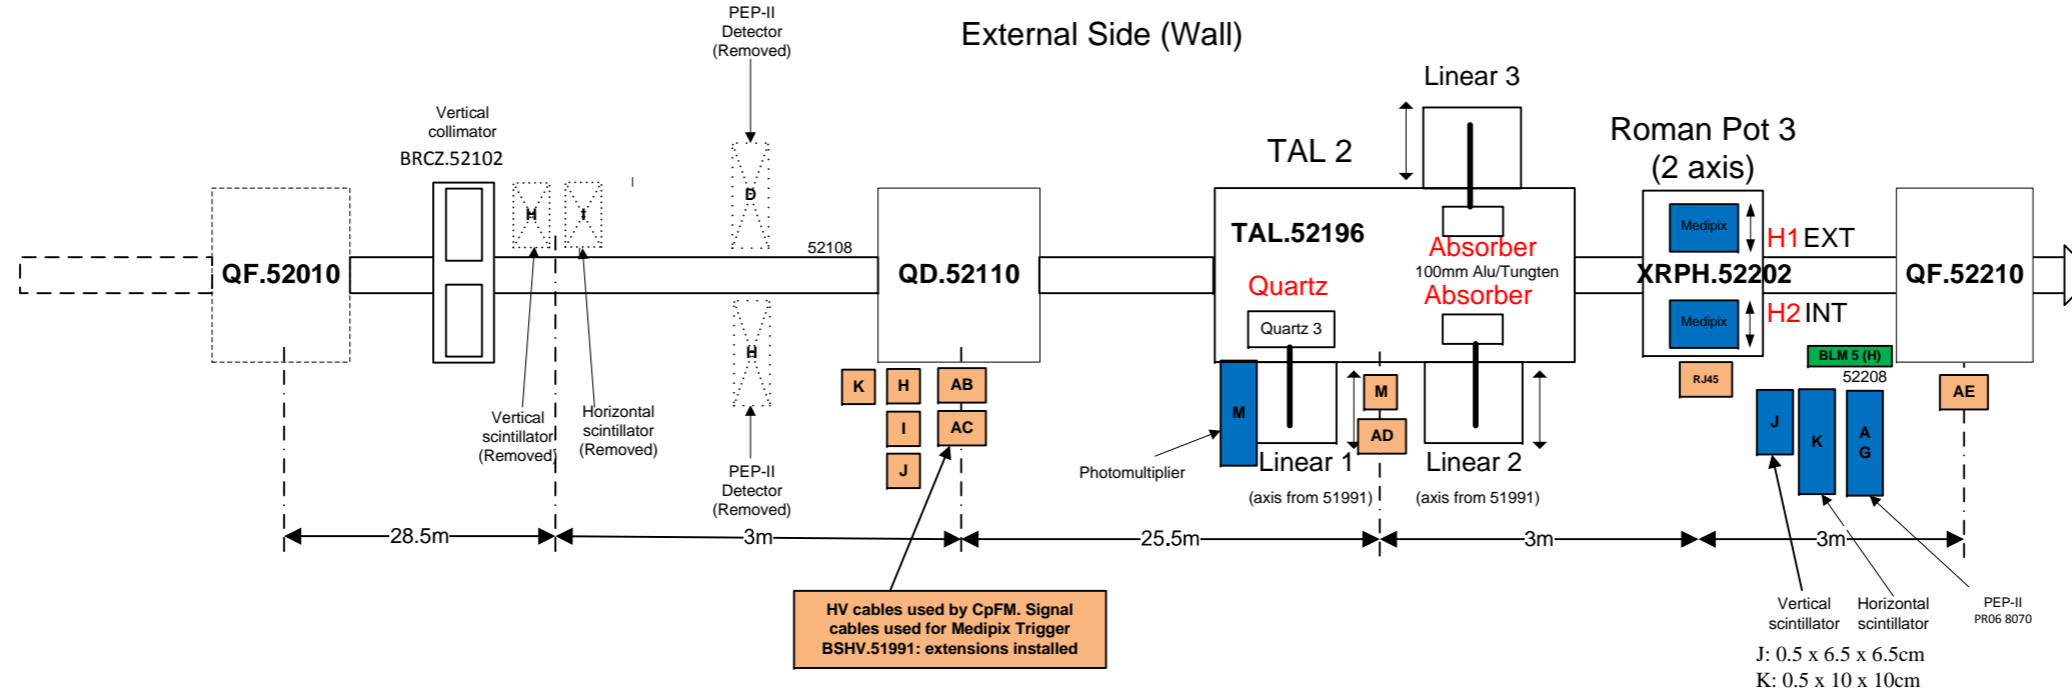 External Side (Wall)
PEP-II
Detector
(Removed)
Vertical
collimator
BRCZ.52102
H
I
D
Linear 3
TAL 2
Roman Pot 3
(2 axis)
Medipix
H1 EXT
TAL.52196
Absorber
100mm Alu/Tungten
Absorber
52108
QF.52010
QD.52110
XRPH.52202
QF.52210
Quartz
Quartz 3
Medipix
H2 INT
H
BLM 5 (H)
52208
K
H
AB
I
AC
J
M
M
AD
RJ45
AE
J
K
A
G
Vertical
scintillator
(Removed)
Horizontal
scintillator
(Removed)
PEP-II
Detector
(Removed)
Photomultiplier
Linear 1
(axis from 51991)
Linear 2
(axis from 51991)
28.5m
3m
25.5m
3m
3m
HV cables used by CpFM. Signal
cables used for Medipix Trigger
BSHV.51991: extensions installed
Vertical
scintillator
Horizontal
scintillator
PEP-II
PR06 8070
J: 0.5 x 6.5 x 6.5cm
K: 0.5 x 10 x 10cm